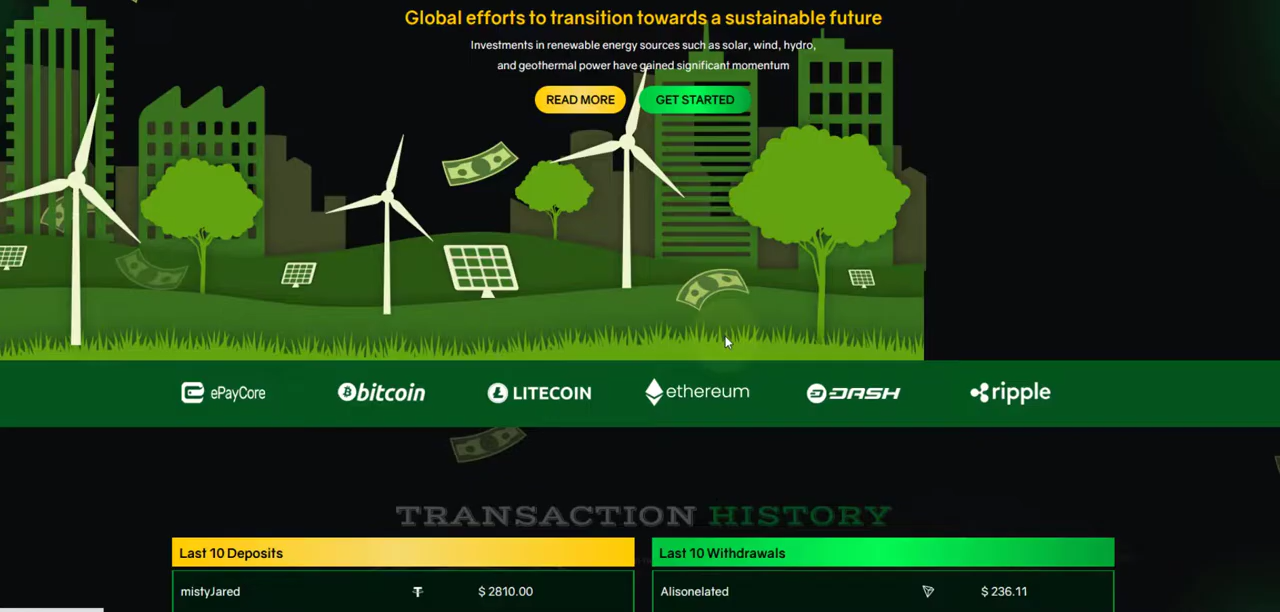 Global efforts to transition towards a sustainable future
Investments in renewable energy sources such as solar, wind, hydro,
and geothermal power have gained significant momentum
READ MORE
GET STARTED
ePayCore
bitcoin
LITECOIN
ethereum
DASH
ripple
TRANSACTION HISTORY
Last 10 Deposits
Last 10 Withdrawals
mistyJared $ 2810.00
Alisonelated $ 236.11